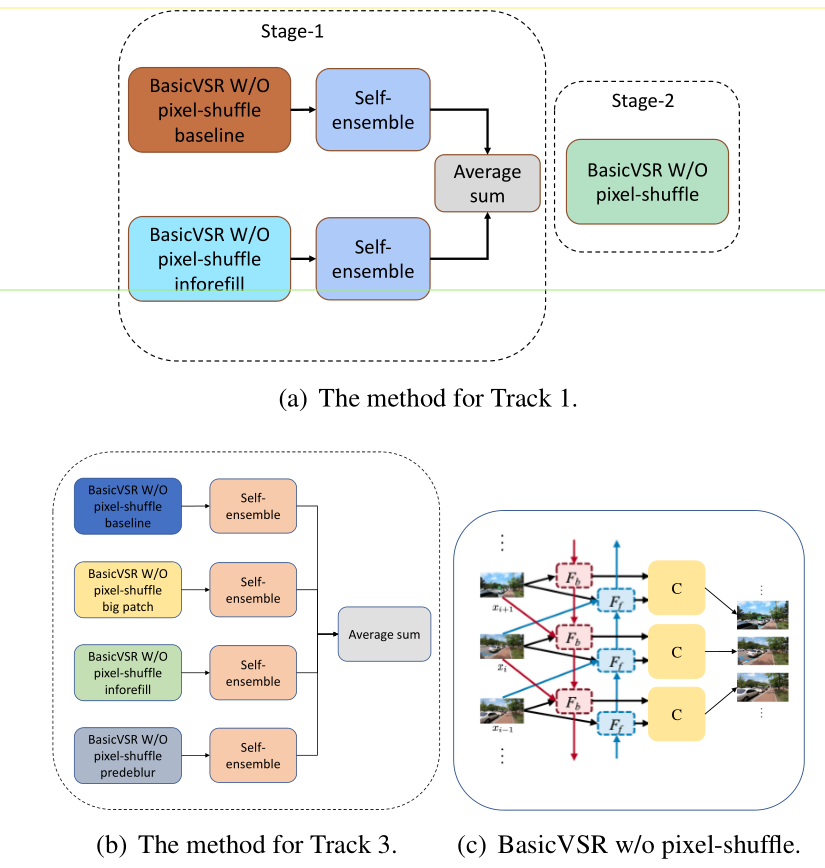 Stage-1
BasicVSR W/O
pixel-shuffle
baseline
Self-
ensemble
Average
sum
BasicVSR W/O
pixel-shuffle
inforefill
Self-
ensemble
Stage-2
BasicVSR W/O
pixel-shuffle
(a) The method for Track 1.
BasicVSR W/O
pixel-shuffle
baseline
Self-
ensemble
BasicVSR W/O
pixel-shuffle
big patch
Self-
ensemble
BasicVSR W/O
pixel-shuffle
inforefill
Self-
ensemble
BasicVSR W/O
pixel-shuffle
predeblur
Self-
ensemble
Average sum
(b) The method for Track 3.
⋮
x_{i+1}
F_b
F_f
C
⋮
x_i
F_b
F_f
C
x_{i-1}
F_b
F_f
C
⋮
⋮
(c) BasicVSR w/o pixel-shuffle.